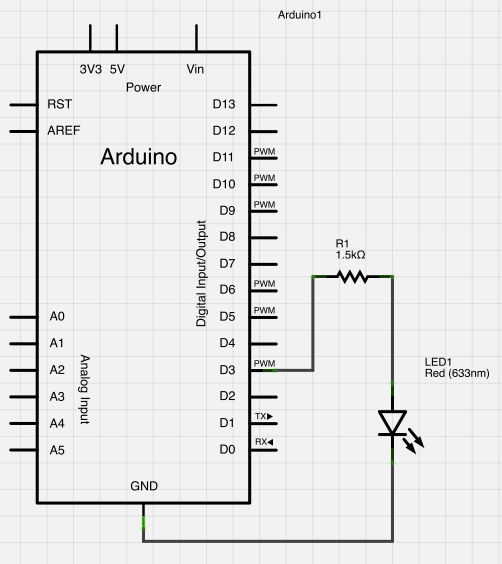 Arduino1
3V3 5V Vin
Power
RST
AREF
Arduino
D13
D12
D11 PWM
D10 PWM
D9 PWM
D8
D7
D6 PWM
D5 PWM
D4
D3 PWM
D2
D1 TX▶
D0 RX◀
Digital Input/Output
A0
A1
A2
A3
A4
A5
Analog Input
GND
R1
1.5kΩ
LED1
Red (633nm)